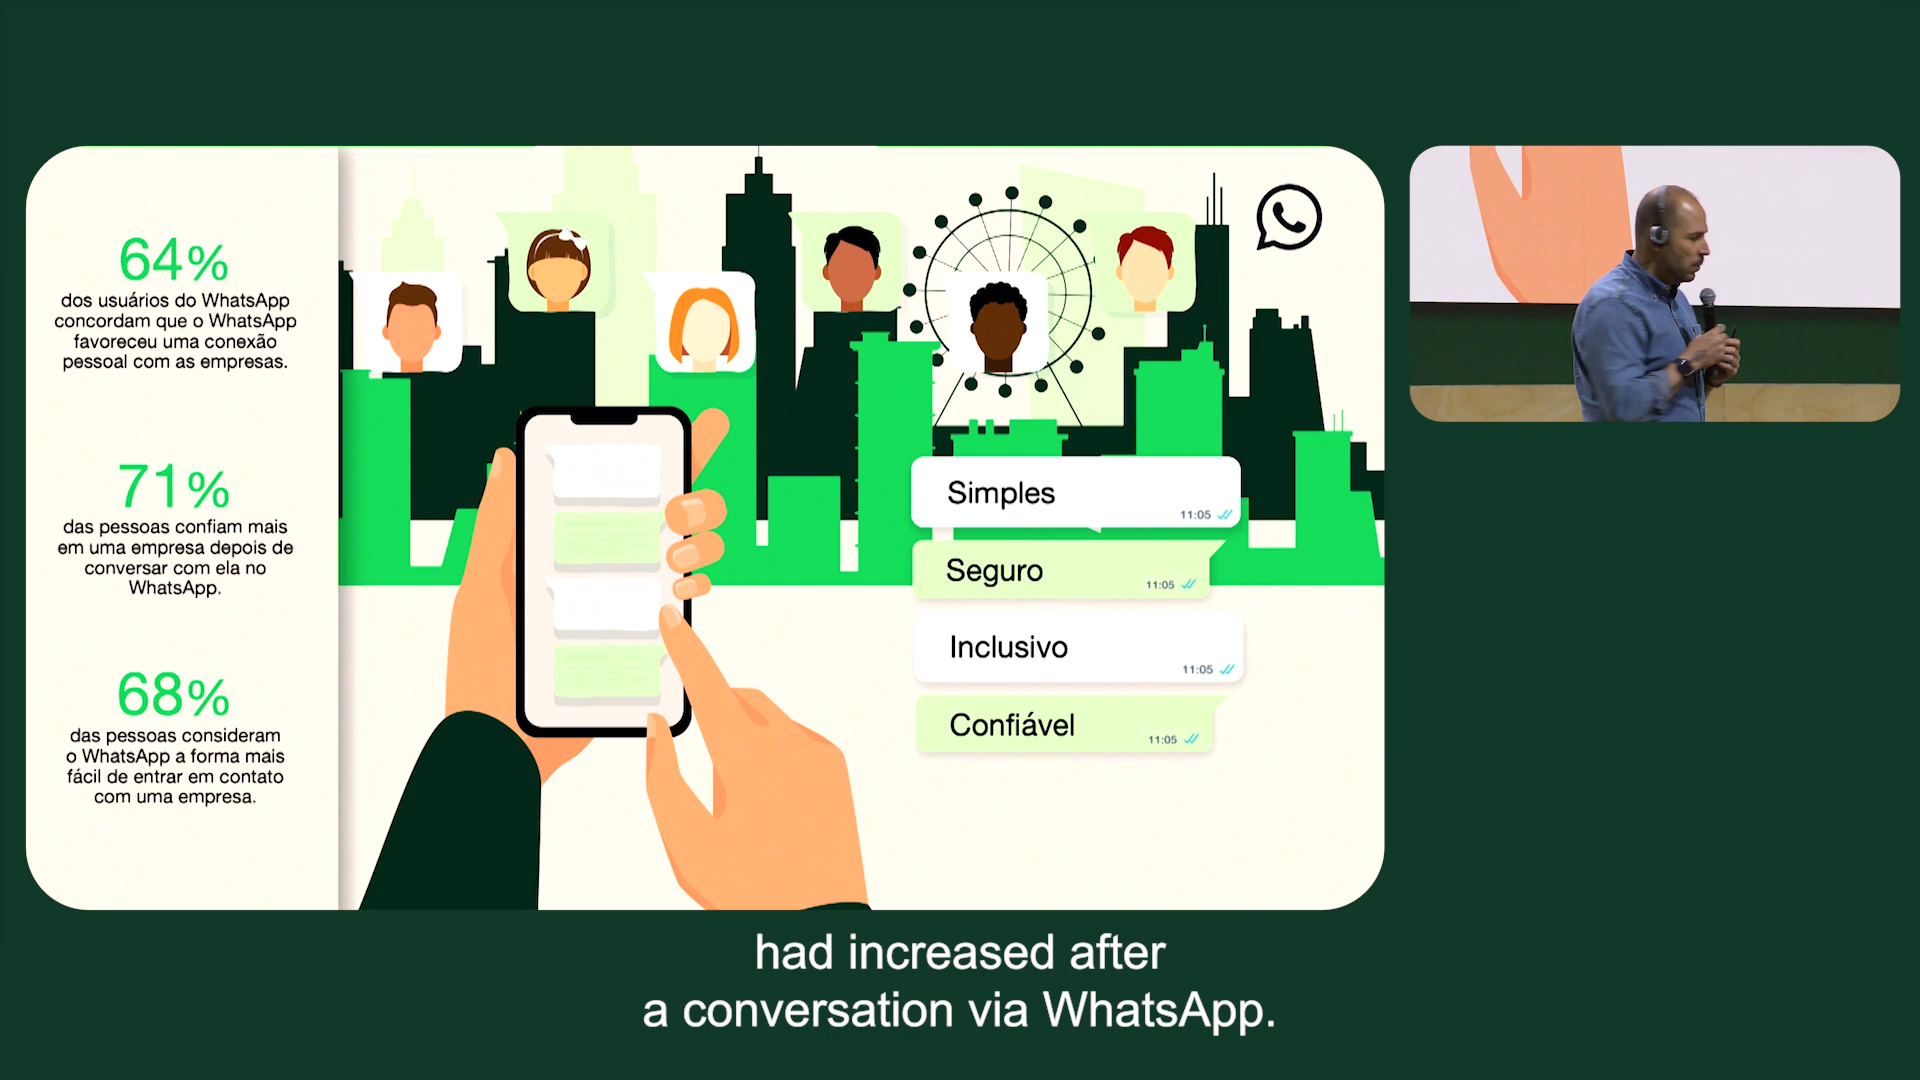 64%
dos usuários do WhatsApp
concordam que o WhatsApp
favoreceu uma conexão
pessoal com as empresas.
71%
das pessoas confiam mais
em uma empresa depois de
conversar com ela no
WhatsApp.
68%
das pessoas consideram
o WhatsApp a forma mais
fácil de entrar em contato
com uma empresa.
Simples
11:05
Seguro
11:05
Inclusivo
11:05
Confiável
11:05
had increased after
a conversation via WhatsApp.